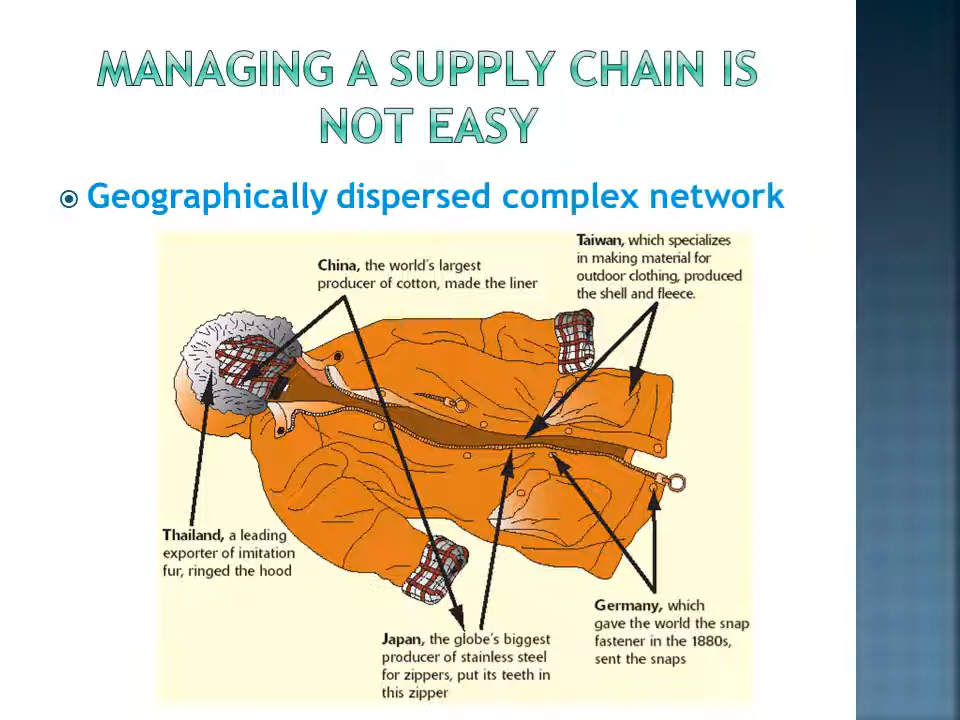 MANAGING A SUPPLY CHAIN IS
NOT EASY
Geographically dispersed complex network
China, the world's largest
producer of cotton, made the liner
Taiwan, which specializes
in making material for
outdoor clothing, produced
the shell and fleece.
Thailand, a leading
exporter of imitation
fur, ringed the hood
Japan, the globe's biggest
producer of stainless steel
for zippers, put its teeth in
this zipper
Germany, which
gave the world the snap
fastener in the 1880s,
sent the snaps